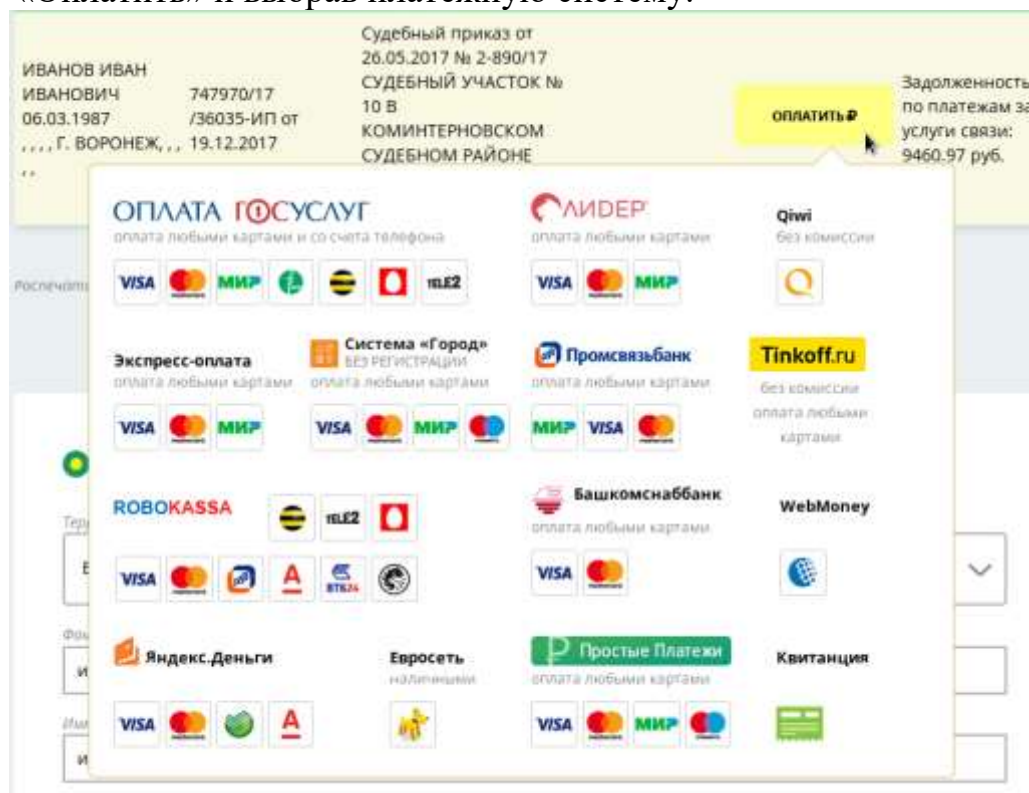 «Оплатить» и выбрав платежную систему.
Судебный приказ от
26.05.2017 № 2-890/17
СУДЕБНЫЙ УЧАСТОК №
10 В
КОМИНТЕРНОВСКОМ
СУДЕБНОМ РАЙОНЕ
ИВАНОВ ИВАН
ИВАНОВИЧ
06.03.1987
, , , , Г. ВОРОНЕЖ, , ,
, ,
747970/17
/36035-ИП от
19.12.2017
ОПЛАТИТЬ ₽
Задолженность
по платежам за
услуги связи:
9460.97 руб.
ОПЛАТА ГОСУСЛУГ
оплата любыми картами и со счета телефона
VISA МИР TELE2
ЛИДЕР
оплата любыми картами
VISA МИР
Qiwi
без комиссии
Экспресс-оплата
оплата любыми картами
VISA МИР
Система «Город»
БЕЗ РЕГИСТРАЦИИ
оплата любыми картами
VISA МИР
Промсвязьбанк
оплата любыми картами
МИР VISA
Tinkoff.ru
без комиссии
оплата любыми
картами
ROBOKASSA
TELE2
VISA А ВТБ24
Башкомснаббанк
оплата любыми картами
VISA
WebMoney
Яндекс.Деньги
VISA А
Евросеть
наличными
Простые Платежи
оплата любыми картами
VISA МИР
Квитанция